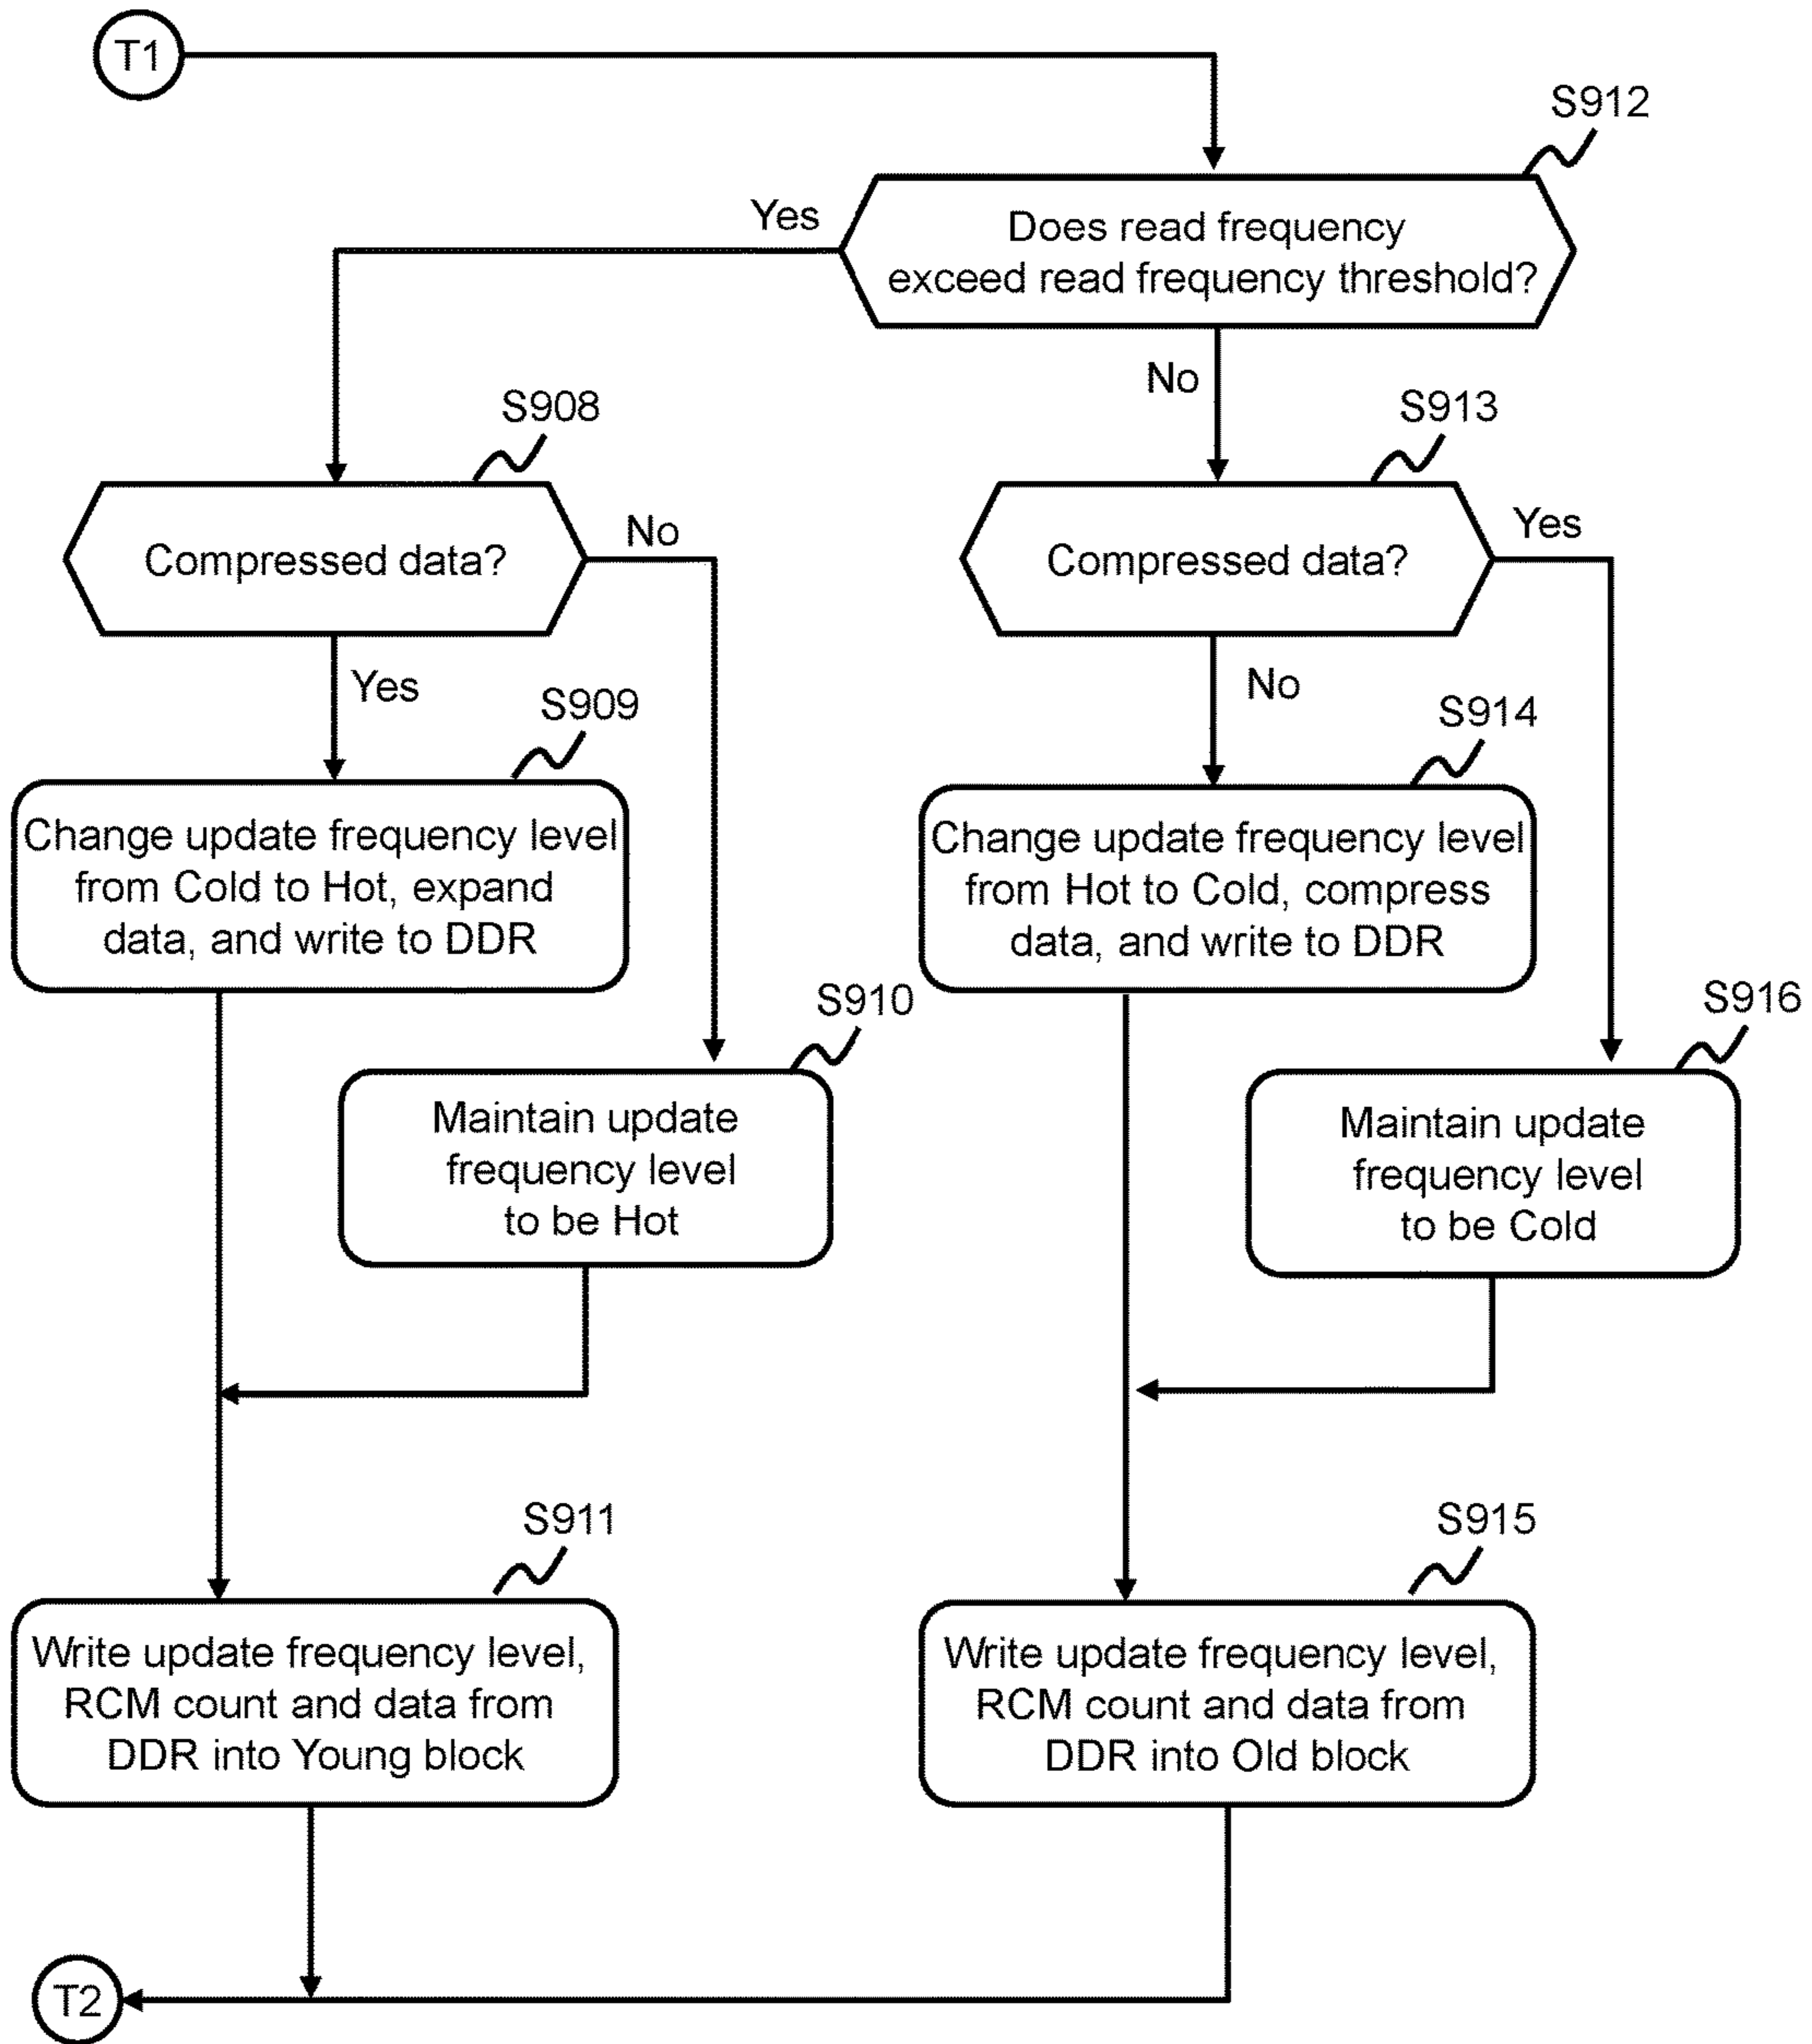 T1
S912
Yes
Does read frequency
exceed read frequency threshold?
No
S908
S913
Compressed data?
No
Compressed data?
Yes
Yes
No
S909
S914
Change update frequency level
from Cold to Hot, expand
data, and write to DDR
Change update frequency level
from Hot to Cold, compress
data, and write to DDR
S910
S916
Maintain update
frequency level
to be Hot
Maintain update
frequency level
to be Cold
S911
S915
Write update frequency level,
RCM count and data from
DDR into Young block
Write update frequency level,
RCM count and data from
DDR into Old block
T2